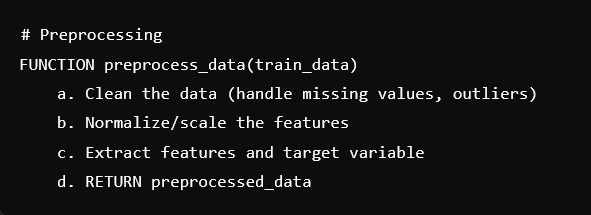 # Preprocessing
FUNCTION preprocess_data(train_data)
a. Clean the data (handle missing values, outliers)
b. Normalize/scale the features
c. Extract features and target variable
d. RETURN preprocessed_data